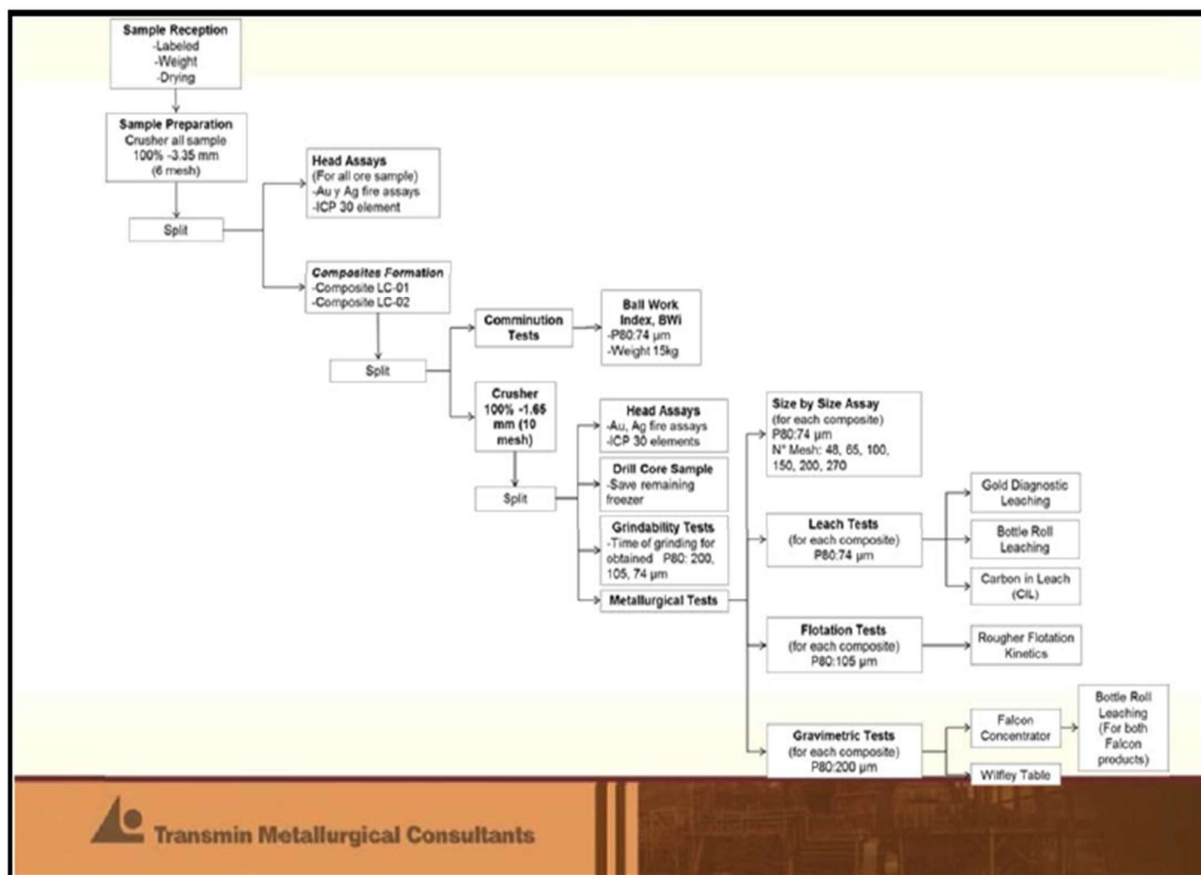 Sample Reception
-Labeled
-Weight
-Drying
Sample Preparation
Crusher all sample
100% -3.35 mm
(6 mesh)
Split
Head Assays
(For all ore sample)
-Au y Ag fire assays
-ICP 30 element
Composites Formation
-Composite LC-01
-Composite LC-02
Split
Comminution
Tests
Ball Work
Index, BWi
-P80:74 µm
-Weight 15kg
Crusher
100% -1.65
mm (10
mesh)
Split
Head Assays
-Au, Ag fire assays
-ICP 30 elements
Drill Core Sample
-Save remaining
freezer
Grindability Tests
-Time of grinding for
obtained P80: 200,
105, 74 µm
Metallurgical Tests
Size by Size Assay
(for each composite)
P80:74 µm
N° Mesh: 48, 65, 100,
150, 200, 270
Leach Tests
(for each composite)
P80:74 µm
Gold Diagnostic
Leaching
Bottle Roll
Leaching
Carbon in Leach
(CIL)
Flotation Tests
(for each composite)
P80:105 µm
Rougher Flotation
Kinetics
Gravimetric Tests
(for each composite)
P80:200 µm
Falcon
Concentrator
Bottle Roll
Leaching
(For both
Falcon
products)
Wilfley Table
Transmin Metallurgical Consultants